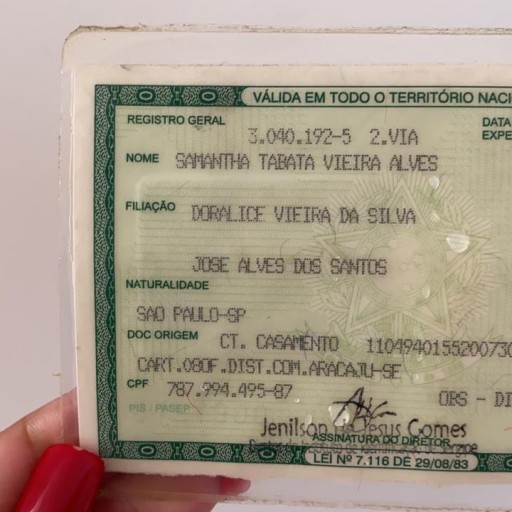 VÁLIDA EM TODO O TERRITÓRIO NACI
REGISTRO GERAL 3.040.192-5 2.VIA DATA
EXPE
NOME SAMANTHA TABATA VIEIRA ALVES
FILIAÇÃO DORALICE VIEIRA DA SILVA
JOSE ALVES DOS SANTOS
NATURALIDADE
SAO PAULO-SP
DOC ORIGEM CT. CASAMENTO 1104940155200730
CART.08OF.DIST.COM.ARACAJU-SE
CPF 787.994.495-87 OBS - DI
PIS / PASEP
Jenilson de Jesus Gomes
ASSINATURA DO DIRETOR
LEI Nº 7.116 DE 29/08/83